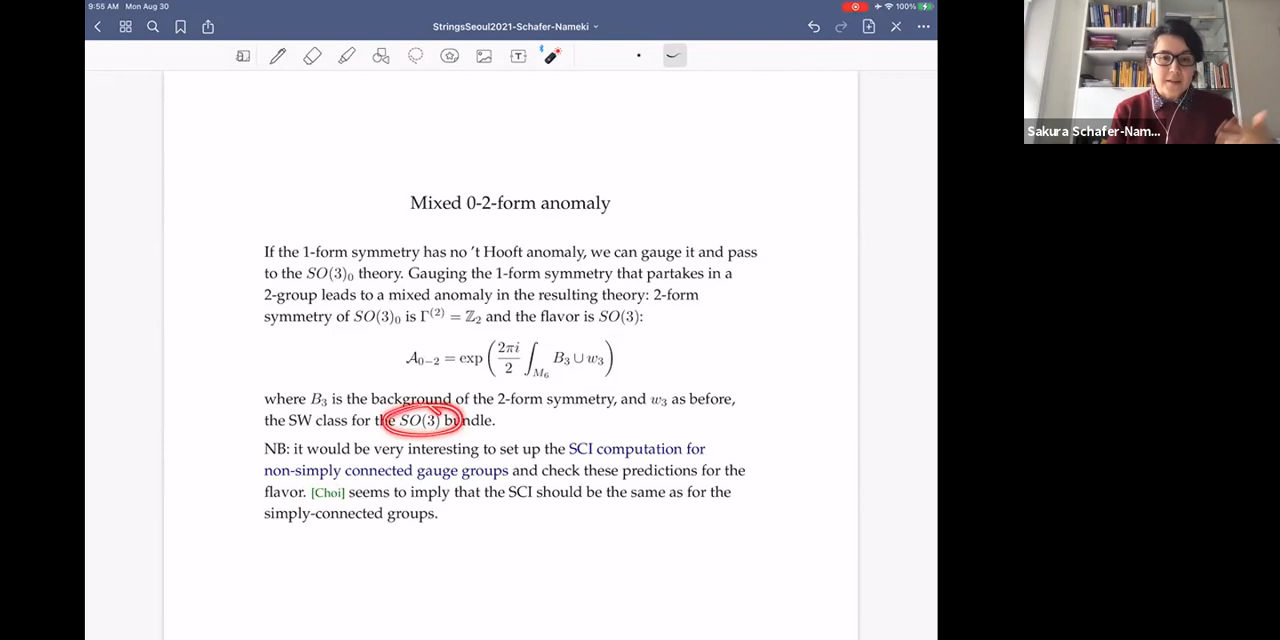 9:55 AM Mon Aug 30
100%
StringsSeoul2021-Schafer-Nameki
Sakura Schafer-Nam...
Mixed 0-2-form anomaly
If the 1-form symmetry has no 't Hooft anomaly, we can gauge it and pass
to the SO(3)₀ theory. Gauging the 1-form symmetry that partakes in a
2-group leads to a mixed anomaly in the resulting theory: 2-form
symmetry of SO(3)₀ is Γ⁽²⁾ = ℤ₂ and the flavor is SO(3):
𝒜₀₋₂ = exp( 2πi/2 ∫_{M₆} B₃ ∪ w₃ )
where B₃ is the background of the 2-form symmetry, and w₃ as before,
the SW class for the SO(3) bundle.
NB: it would be very interesting to set up the SCI computation for
non-simply connected gauge groups and check these predictions for the
flavor. [Choi] seems to imply that the SCI should be the same as for the
simply-connected groups.